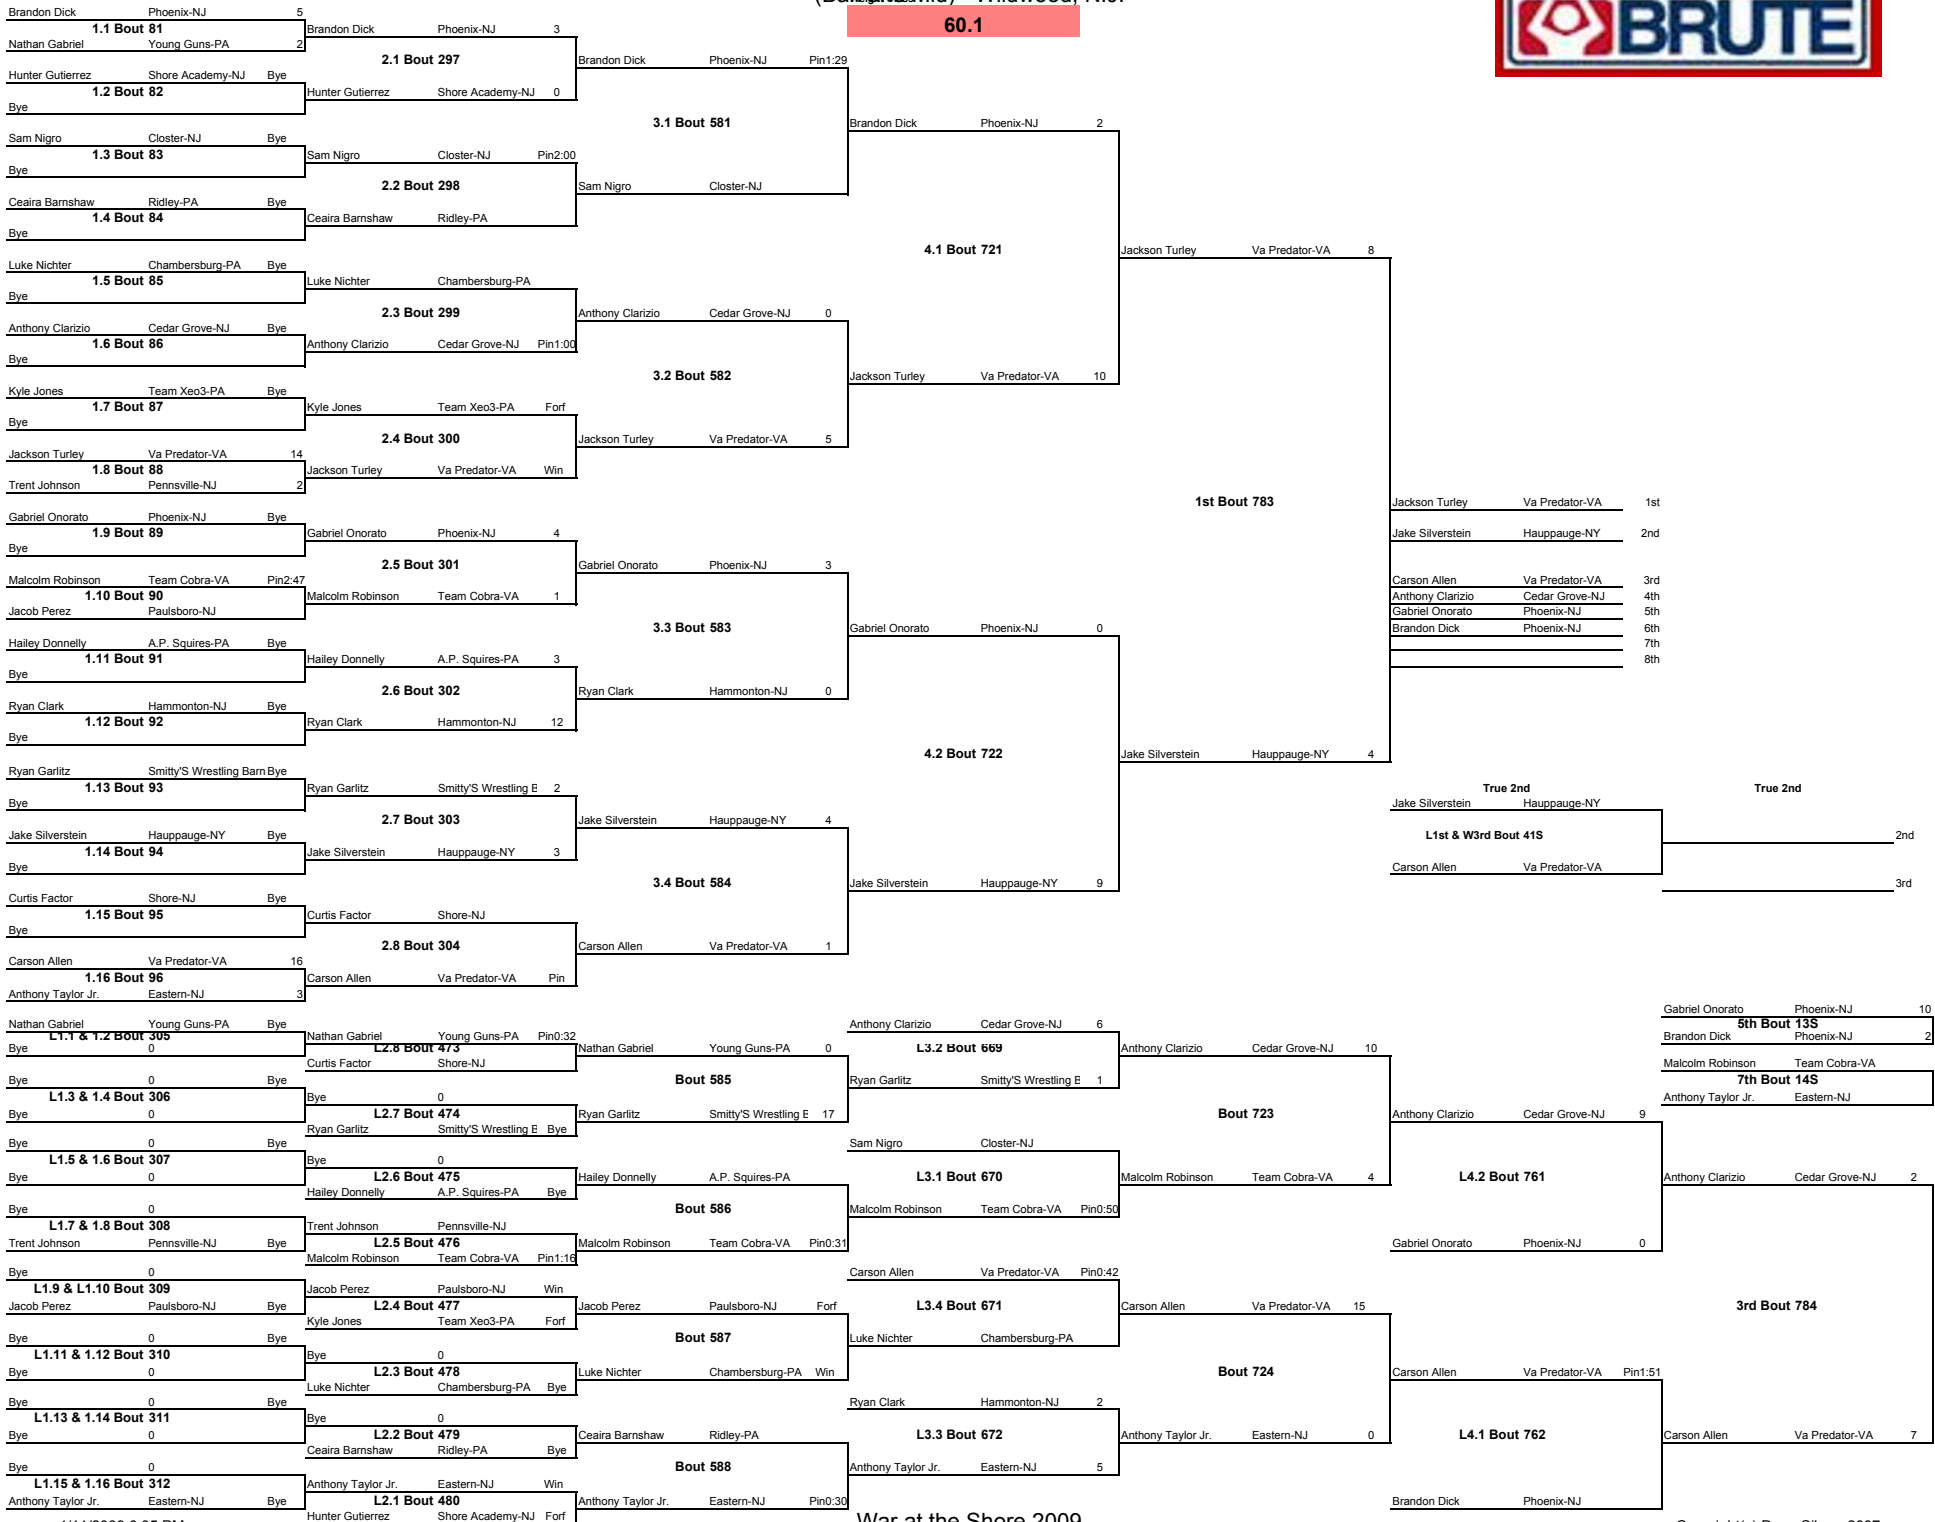 (Ba Wildwood, N.J.
60.1
BRUTE
Brandon Dick Phoenix-NJ 5
1.1 Bout 81
Nathan Gabriel Young Guns-PA 2
Hunter Gutierrez Shore Academy-NJ Bye
1.2 Bout 82
Bye
Sam Nigro Closter-NJ Bye
1.3 Bout 83
Bye
Ceaira Barnshaw Ridley-PA Bye
1.4 Bout 84
Bye
Luke Nichter Chambersburg-PA Bye
1.5 Bout 85
Bye
Anthony Clarizio Cedar Grove-NJ Bye
1.6 Bout 86
Bye
Kyle Jones Team Xeo3-PA Bye
1.7 Bout 87
Bye
Jackson Turley Va Predator-VA 14
1.8 Bout 88
Trent Johnson Pennsville-NJ 2
Gabriel Onorato Phoenix-NJ Bye
1.9 Bout 89
Bye
Malcolm Robinson Team Cobra-VA Pin2:47
1.10 Bout 90
Jacob Perez Paulsboro-NJ
Hailey Donnelly A.P. Squires-PA Bye
1.11 Bout 91
Bye
Ryan Clark Hammonton-NJ Bye
1.12 Bout 92
Bye
Ryan Garlitz Smitty'S Wrestling Barn Bye
1.13 Bout 93
Bye
Jake Silverstein Hauppauge-NY Bye
1.14 Bout 94
Bye
Curtis Factor Shore-NJ Bye
1.15 Bout 95
Bye
Carson Allen Va Predator-VA 16
1.16 Bout 96
Anthony Taylor Jr. Eastern-NJ 3
Brandon Dick Phoenix-NJ 3
2.1 Bout 297
Hunter Gutierrez Shore Academy-NJ 0
Sam Nigro Closter-NJ Pin2:00
2.2 Bout 298
Ceaira Barnshaw Ridley-PA
Luke Nichter Chambersburg-PA
2.3 Bout 299
Anthony Clarizio Cedar Grove-NJ Pin1:00
Kyle Jones Team Xeo3-PA Forf
2.4 Bout 300
Jackson Turley Va Predator-VA Win
Gabriel Onorato Phoenix-NJ 4
2.5 Bout 301
Malcolm Robinson Team Cobra-VA 1
Hailey Donnelly A.P. Squires-PA 3
2.6 Bout 302
Ryan Clark Hammonton-NJ 12
Ryan Garlitz Smitty'S Wrestling 2
2.7 Bout 303
Jake Silverstein Hauppauge-NY 3
Curtis Factor Shore-NJ
2.8 Bout 304
Carson Allen Va Predator-VA Pin
Brandon Dick Phoenix-NJ Pin1:29
3.1 Bout 581
Sam Nigro Closter-NJ
Anthony Clarizio Cedar Grove-NJ 0
3.2 Bout 582
Jackson Turley Va Predator-VA 5
Gabriel Onorato Phoenix-NJ 3
3.3 Bout 583
Ryan Clark Hammonton-NJ 0
Jake Silverstein Hauppauge-NY 4
3.4 Bout 584
Carson Allen Va Predator-VA 1
Brandon Dick Phoenix-NJ 2
4.1 Bout 721
Jackson Turley Va Predator-VA 10
Gabriel Onorato Phoenix-NJ 0
4.2 Bout 722
Jake Silverstein Hauppauge-NY 9
Jackson Turley Va Predator-VA 8
1st Bout 783
Jake Silverstein Hauppauge-NY 4
Jackson Turley Va Predator-VA 1st
Jake Silverstein Hauppauge-NY 2nd
Carson Allen Va Predator-VA 3rd
Anthony Clarizio Cedar Grove-NJ 4th
Gabriel Onorato Phoenix-NJ 5th
Brandon Dick Phoenix-NJ 6th
7th
8th
True 2nd True 2nd
Jake Silverstein Hauppauge-NY
L1st & W3rd Bout 41S
Carson Allen Va Predator-VA
2nd
3rd
Nathan Gabriel Young Guns-PA Bye
L1.1 & 1.2 Bout 305
Bye 0
Bye 0 Bye
L1.3 & 1.4 Bout 306
Bye 0
Bye 0 Bye
L1.5 & 1.6 Bout 307
Bye 0
Bye 0
L1.7 & 1.8 Bout 308
Trent Johnson Pennsville-NJ Bye
Bye 0
L1.9 & L1.10 Bout 309
Jacob Perez Paulsboro-NJ Bye
Bye 0 Bye
L1.11 & 1.12 Bout 310
Bye 0
Bye 0 Bye
L1.13 & 1.14 Bout 311
Bye 0
Bye 0
L1.15 & 1.16 Bout 312
Anthony Taylor Jr. Eastern-NJ Bye
Nathan Gabriel Young Guns-PA Pin0:32
L2.8 Bout 473
Curtis Factor Shore-NJ
Bye 0
L2.7 Bout 474
Ryan Garlitz Smitty'S Wrestling Bye
Bye 0
L2.6 Bout 475
Hailey Donnelly A.P. Squires-PA Bye
Trent Johnson Pennsville-NJ
L2.5 Bout 476
Malcolm Robinson Team Cobra-VA Pin1:16
Jacob Perez Paulsboro-NJ Win
L2.4 Bout 477
Kyle Jones Team Xeo3-PA Forf
Bye 0
L2.3 Bout 478
Luke Nichter Chambersburg-PA Bye
Bye 0
L2.2 Bout 479
Ceaira Barnshaw Ridley-PA Bye
Anthony Taylor Jr. Eastern-NJ Win
L2.1 Bout 480
Hunter Gutierrez Shore Academy-NJ Forf
Nathan Gabriel Young Guns-PA 0
Bout 585
Ryan Garlitz Smitty'S Wrestling 17
Hailey Donnelly A.P. Squires-PA
Bout 586
Malcolm Robinson Team Cobra-VA Pin0:31
Jacob Perez Paulsboro-NJ Forf
Bout 587
Luke Nichter Chambersburg-PA Win
Ceaira Barnshaw Ridley-PA
Bout 588
Anthony Taylor Jr. Eastern-NJ Pin0:30
Anthony Clarizio Cedar Grove-NJ 6
L3.2 Bout 669
Ryan Garlitz Smitty'S Wrestling 1
Sam Nigro Closter-NJ
L3.1 Bout 670
Malcolm Robinson Team Cobra-VA Pin0:50
Carson Allen Va Predator-VA Pin0:42
L3.4 Bout 671
Luke Nichter Chambersburg-PA
Ryan Clark Hammonton-NJ 2
L3.3 Bout 672
Anthony Taylor Jr. Eastern-NJ 5
Anthony Clarizio Cedar Grove-NJ 10
Bout 723
Malcolm Robinson Team Cobra-VA 4
Carson Allen Va Predator-VA 15
Bout 724
Anthony Taylor Jr. Eastern-NJ 0
Anthony Clarizio Cedar Grove-NJ 9
L4.2 Bout 761
Gabriel Onorato Phoenix-NJ 0
Carson Allen Va Predator-VA Pin1:51
L4.1 Bout 762
Brandon Dick Phoenix-NJ
Gabriel Onorato Phoenix-NJ 10
5th Bout 13S
Brandon Dick Phoenix-NJ 2
Malcolm Robinson Team Cobra-VA
7th Bout 14S
Anthony Taylor Jr. Eastern-NJ
Anthony Clarizio Cedar Grove-NJ 2
3rd Bout 784
Carson Allen Va Predator-VA 7
War at the Shore 2009